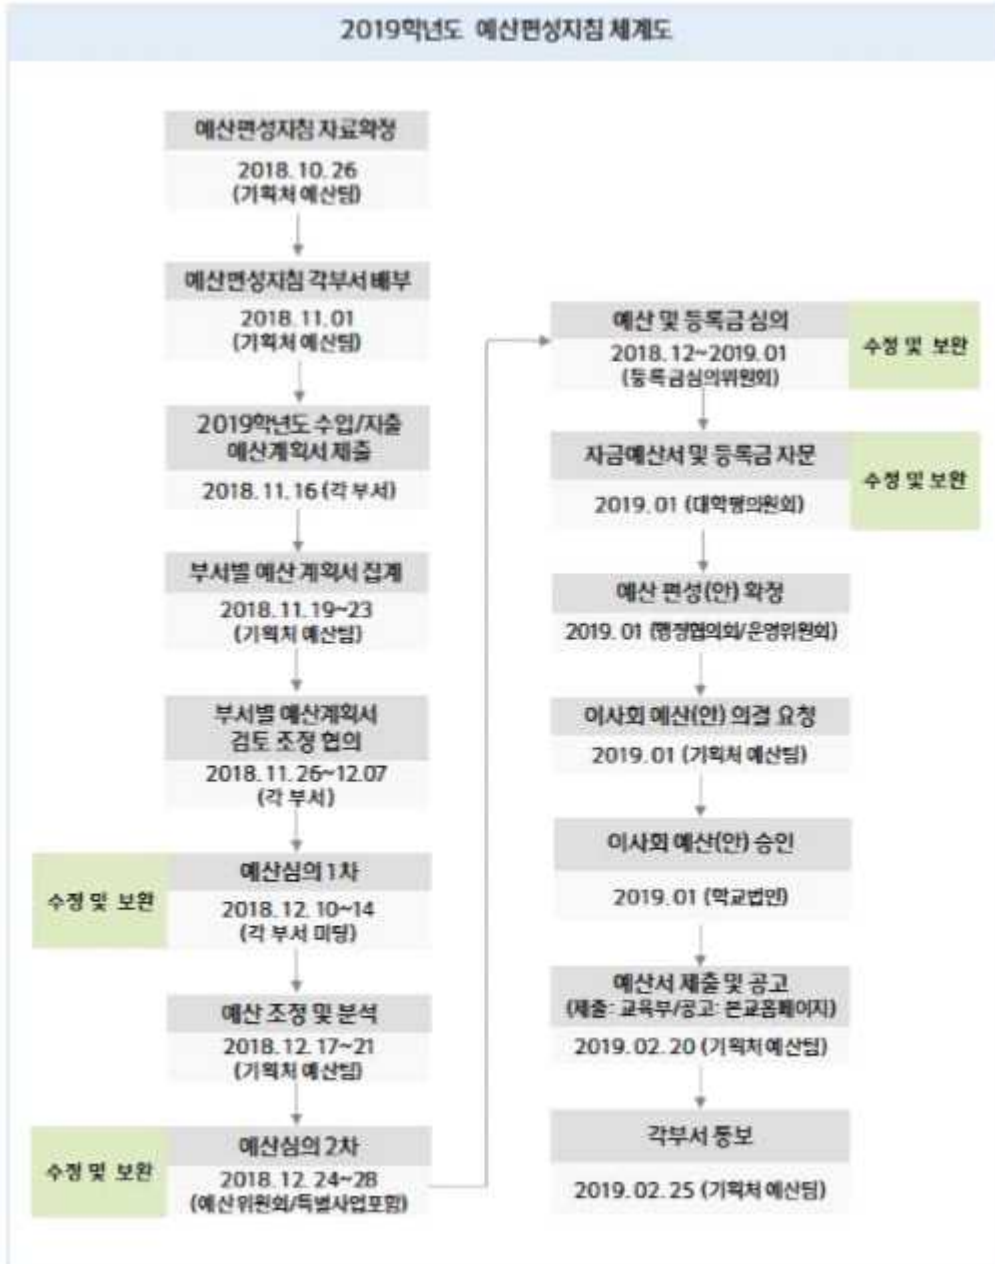 2019학년도 예산편성지침 체계도
예산편성지침 자료확정
2018.10.26
(기획처 예산팀)
예산편성지침 각부서 배부
2018.11.01
(기획처 예산팀)
2019학년도 수입/지출
예산계획서 제출
2018.11.16 (각 부서)
부서별 예산 계획서 집계
2018.11.19~23
(기획처 예산팀)
부서별 예산계획서
검토 조정 협의
2018.11.26~12.07
(각 부서)
수정 및 보완
예산심의 1차
2018.12.10~14
(각 부서 미팅)
예산 조정 및 분석
2018.12.17~21
(기획처 예산팀)
수정 및 보완
예산심의 2차
2018.12.24~28
(예산위원회/특별사업포함)
예산 및 등록금 심의
2018.12~2019.01
(등록금심의위원회)
수정 및 보완
자금예산서 및 등록금 자문
2019.01 (대학평의원회)
수정 및 보완
예산 편성(안) 확정
2019.01 (행정협의회/운영위원회)
이사회 예산(안) 의결 요청
2019.01 (기획처 예산팀)
이사회 예산(안) 승인
2019.01 (학교법인)
예산서 제출 및 공고
(제출: 교육부/공고: 본교홈페이지)
2019.02.20 (기획처 예산팀)
각부서 통보
2019.02.25 (기획처 예산팀)